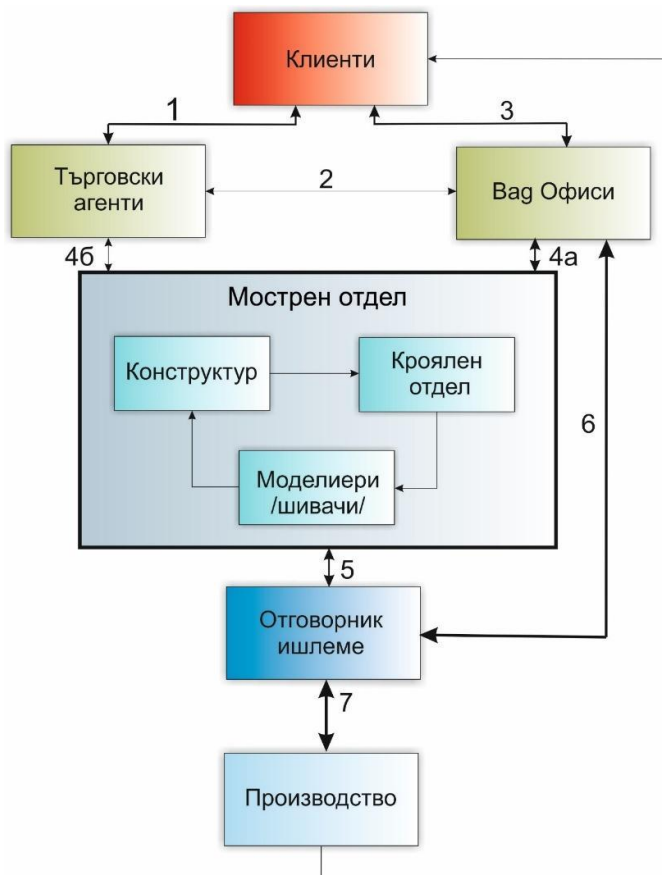 Клиенти
1
3
Търговски
агенти
2
Bag Офиси
4б
4а
Мострен отдел
Конструктур
Кроялен
отдел
6
Моделиери
/шивачи/
5
Отговорник
ишлеме
7
Производство